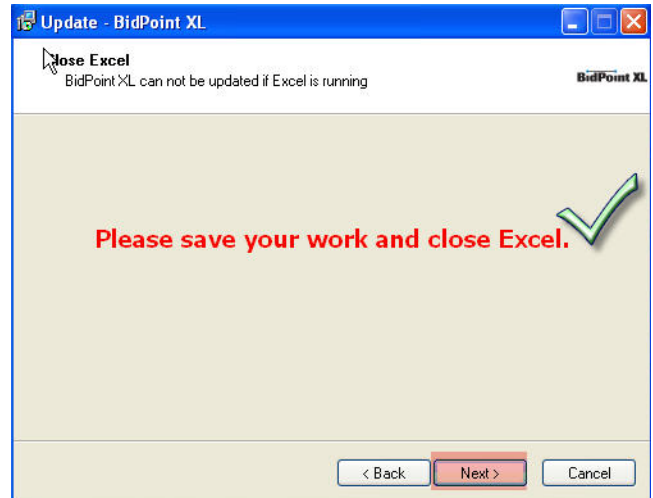 Update - BidPoint XL
Close Excel
BidPoint XL can not be updated if Excel is running
BidPoint XL
Please save your work and close Excel.
< Back
Next >
Cancel